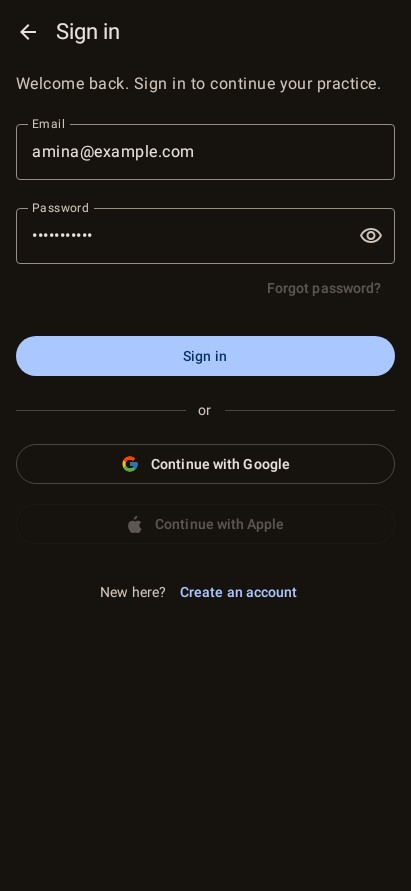 Sign in
Welcome back. Sign in to continue your practice.
Email
amina@example.com
Password
•••••••••••
Forgot password?
Sign in
or
Continue with Google
Continue with Apple
New here? Create an account